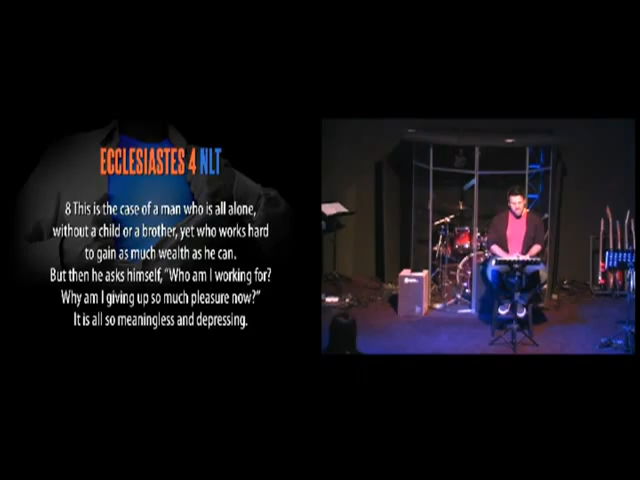 ECCLESIASTES 4 NLT
8 This is the case of a man who is all alone,
without a child or a brother, yet who works hard
to gain as much wealth as he can.
But then he asks himself, "Who am I working for?
Why am I giving up so much pleasure now?"
It is all so meaningless and depressing.